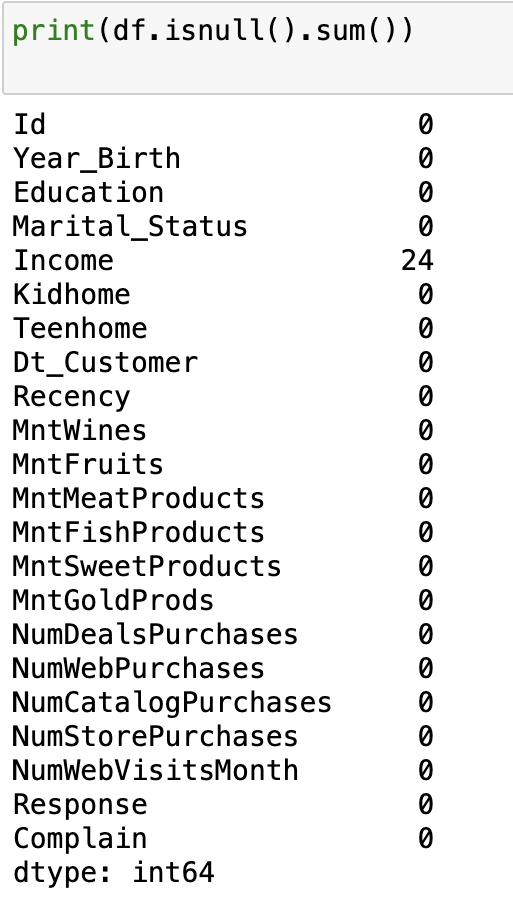 print(df.isnull().sum())
Id 0
Year_Birth 0
Education 0
Marital_Status 0
Income 24
Kidhome 0
Teenhome 0
Dt_Customer 0
Recency 0
MntWines 0
MntFruits 0
MntMeatProducts 0
MntFishProducts 0
MntSweetProducts 0
MntGoldProds 0
NumDealsPurchases 0
NumWebPurchases 0
NumCatalogPurchases 0
NumStorePurchases 0
NumWebVisitsMonth 0
Response 0
Complain 0
dtype: int64